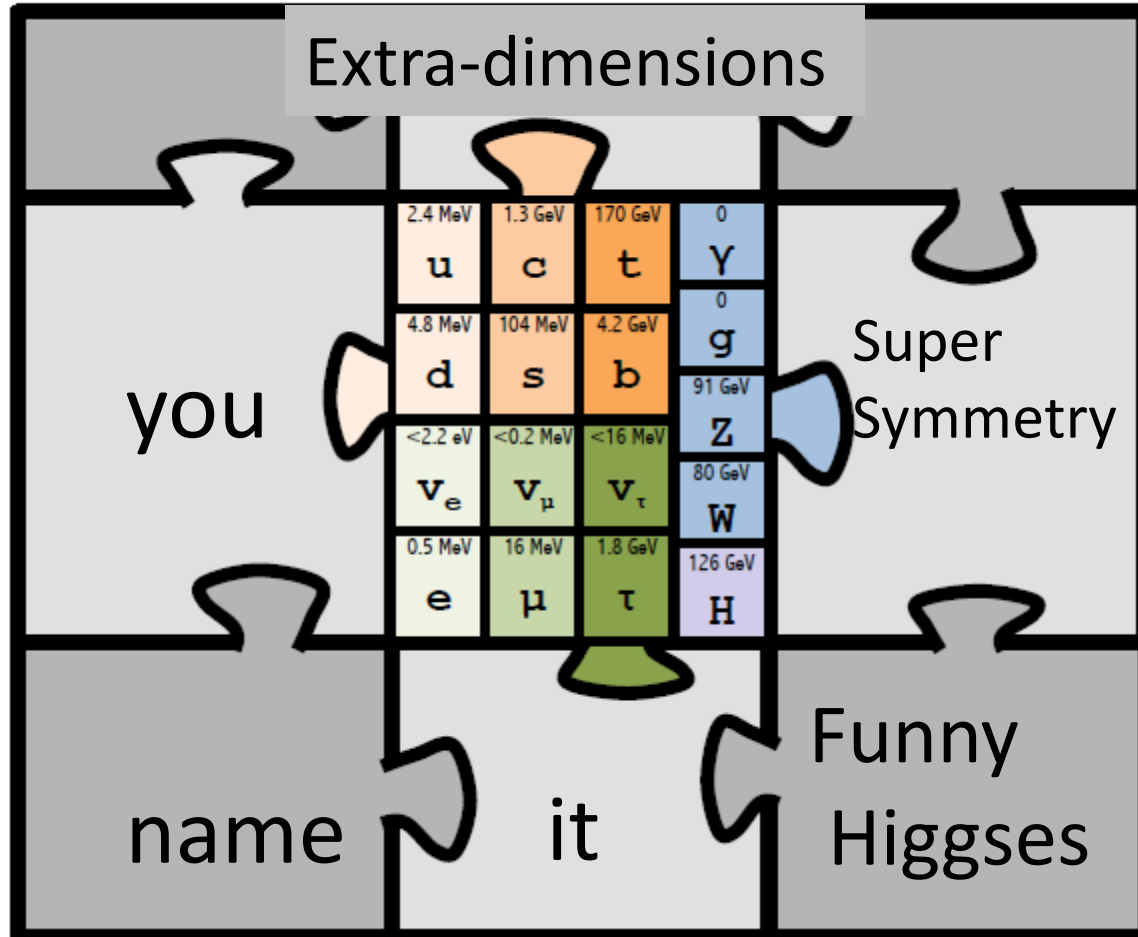 Extra-dimensions
2.4 MeV 1.3 GeV 170 GeV 0
u c t γ
0
g
4.8 MeV 104 MeV 4.2 GeV
d s b
91 GeV
Z
<2.2 eV <0.2 MeV <16 MeV
νe νμ ντ
80 GeV
W
0.5 MeV 16 MeV 1.8 GeV
e μ τ
126 GeV
H
you
Super
Symmetry
name
it
Funny
Higgses